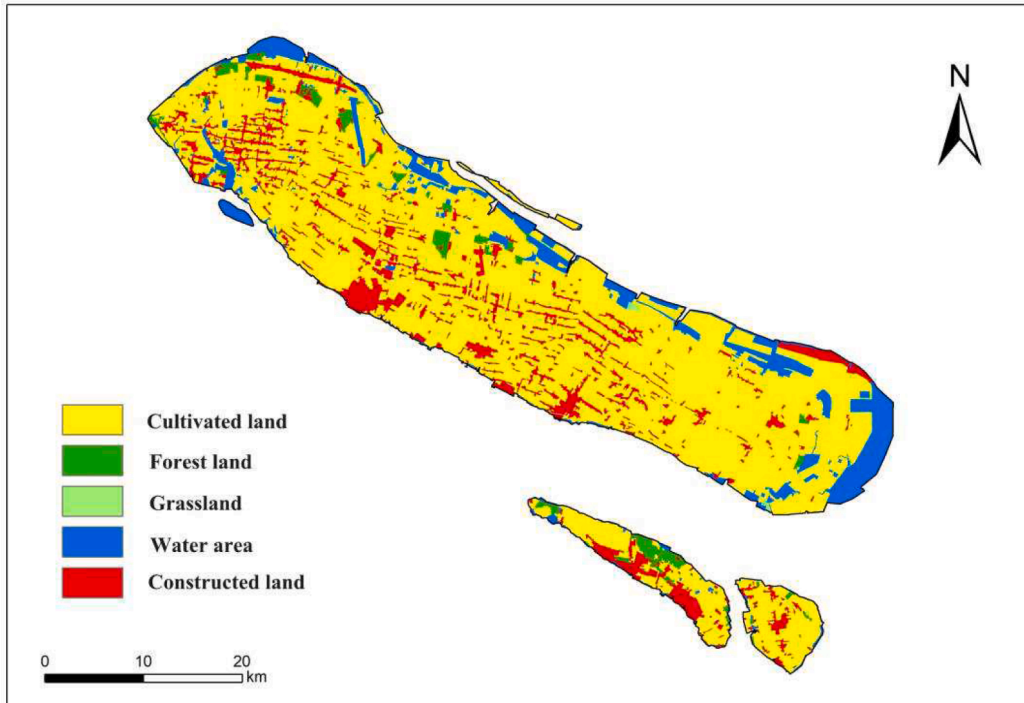 N
Cultivated land
Forest land
Grassland
Water area
Constructed land
0 10 20
km